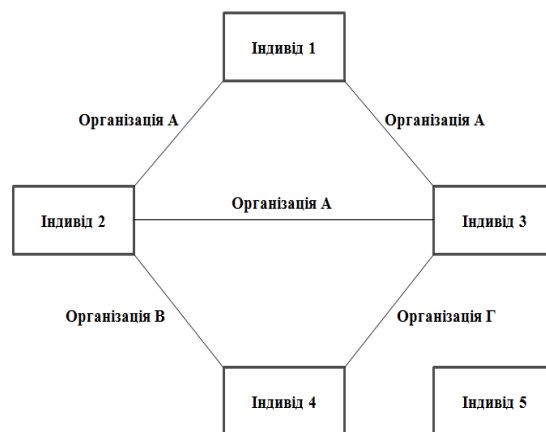 Індивід 1
Організація А
Організація А
Організація А
Індивід 2
Індивід 3
Організація В
Організація Г
Індивід 4
Індивід 5